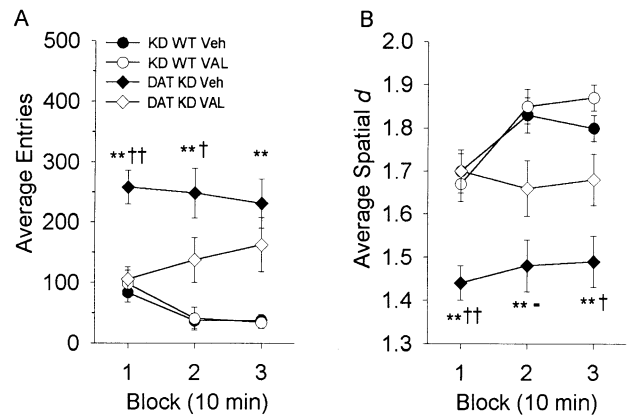 A
500
400
300
200
100
0
Average Entries
KD WT Veh
KD WT VAL
DAT KD Veh
DAT KD VAL
**††
**†
**
1 2 3
Block (10 min)
B
2.0
1.9
1.8
1.7
1.6
1.5
1.4
1.3
Average Spatial d
**††
**-
**†
1 2 3
Block (10 min)